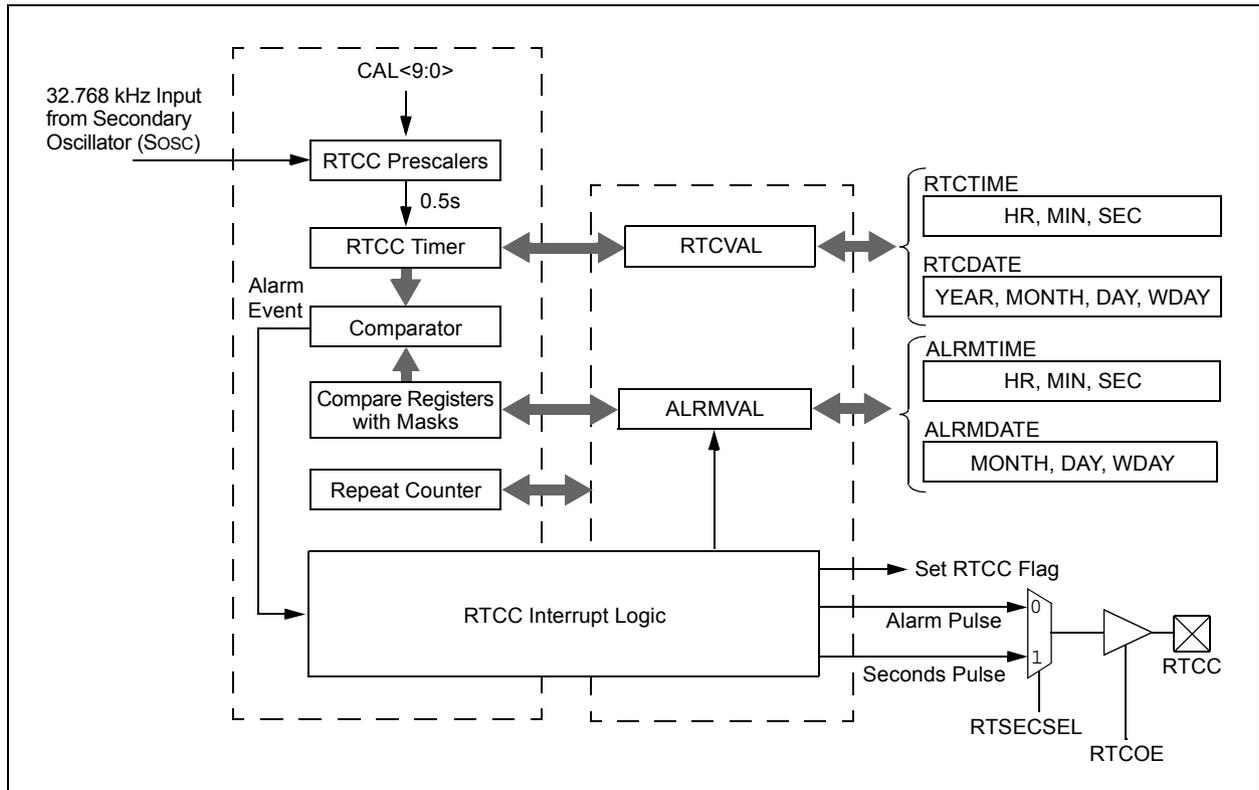 CAL<9:0>
32.768 kHz Input
from Secondary
Oscillator (SOSC)
RTCC Prescalers
0.5s
RTCC Timer
Alarm
Event
Comparator
Compare Registers
with Masks
Repeat Counter
RTCVAL
ALRMVAL
RTCTIME
HR, MIN, SEC
RTCDATE
YEAR, MONTH, DAY, WDAY
ALRMTIME
HR, MIN, SEC
ALRMDATE
MONTH, DAY, WDAY
RTCC Interrupt Logic
Set RTCC Flag
Alarm Pulse
Seconds Pulse
0
1
RTSECSEL
RTCOE
RTCC